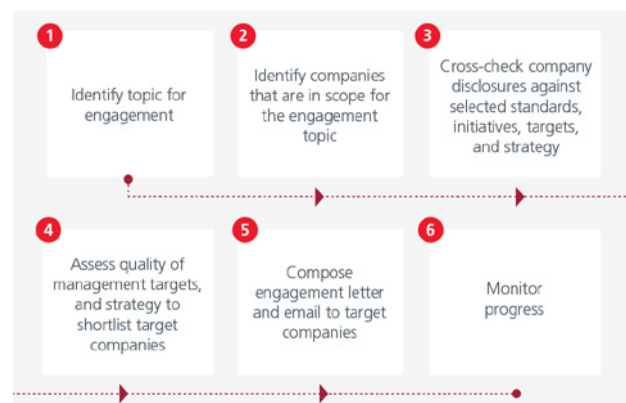 1
Identify topic for
engagement
2
Identify companies
that are in scope for
the engagement
topic
3
Cross-check company
disclosures against
selected standards,
initiatives, targets,
and strategy
4
Assess quality of
management targets,
and strategy to
shortlist target
companies
5
Compose
engagement letter
and email to target
companies
6
Monitor
progress